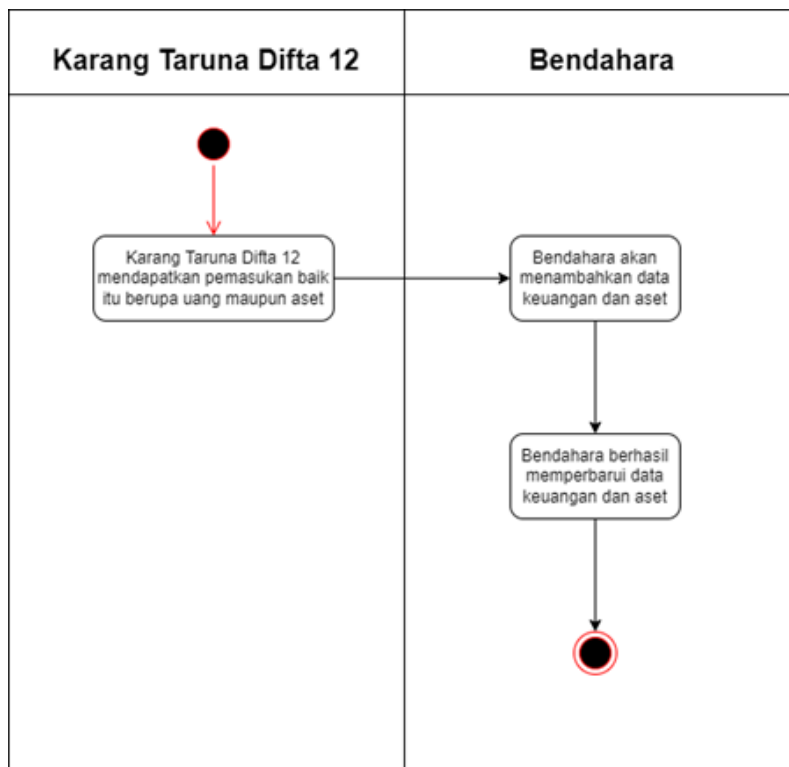 Karang Taruna Difta 12
Bendahara
Karang Taruna Difta 12
mendapatkan pemasukan baik
itu berupa uang maupun aset
Bendahara akan
menambahkan data
keuangan dan aset
Bendahara berhasil
memperbarui data
keuangan dan aset